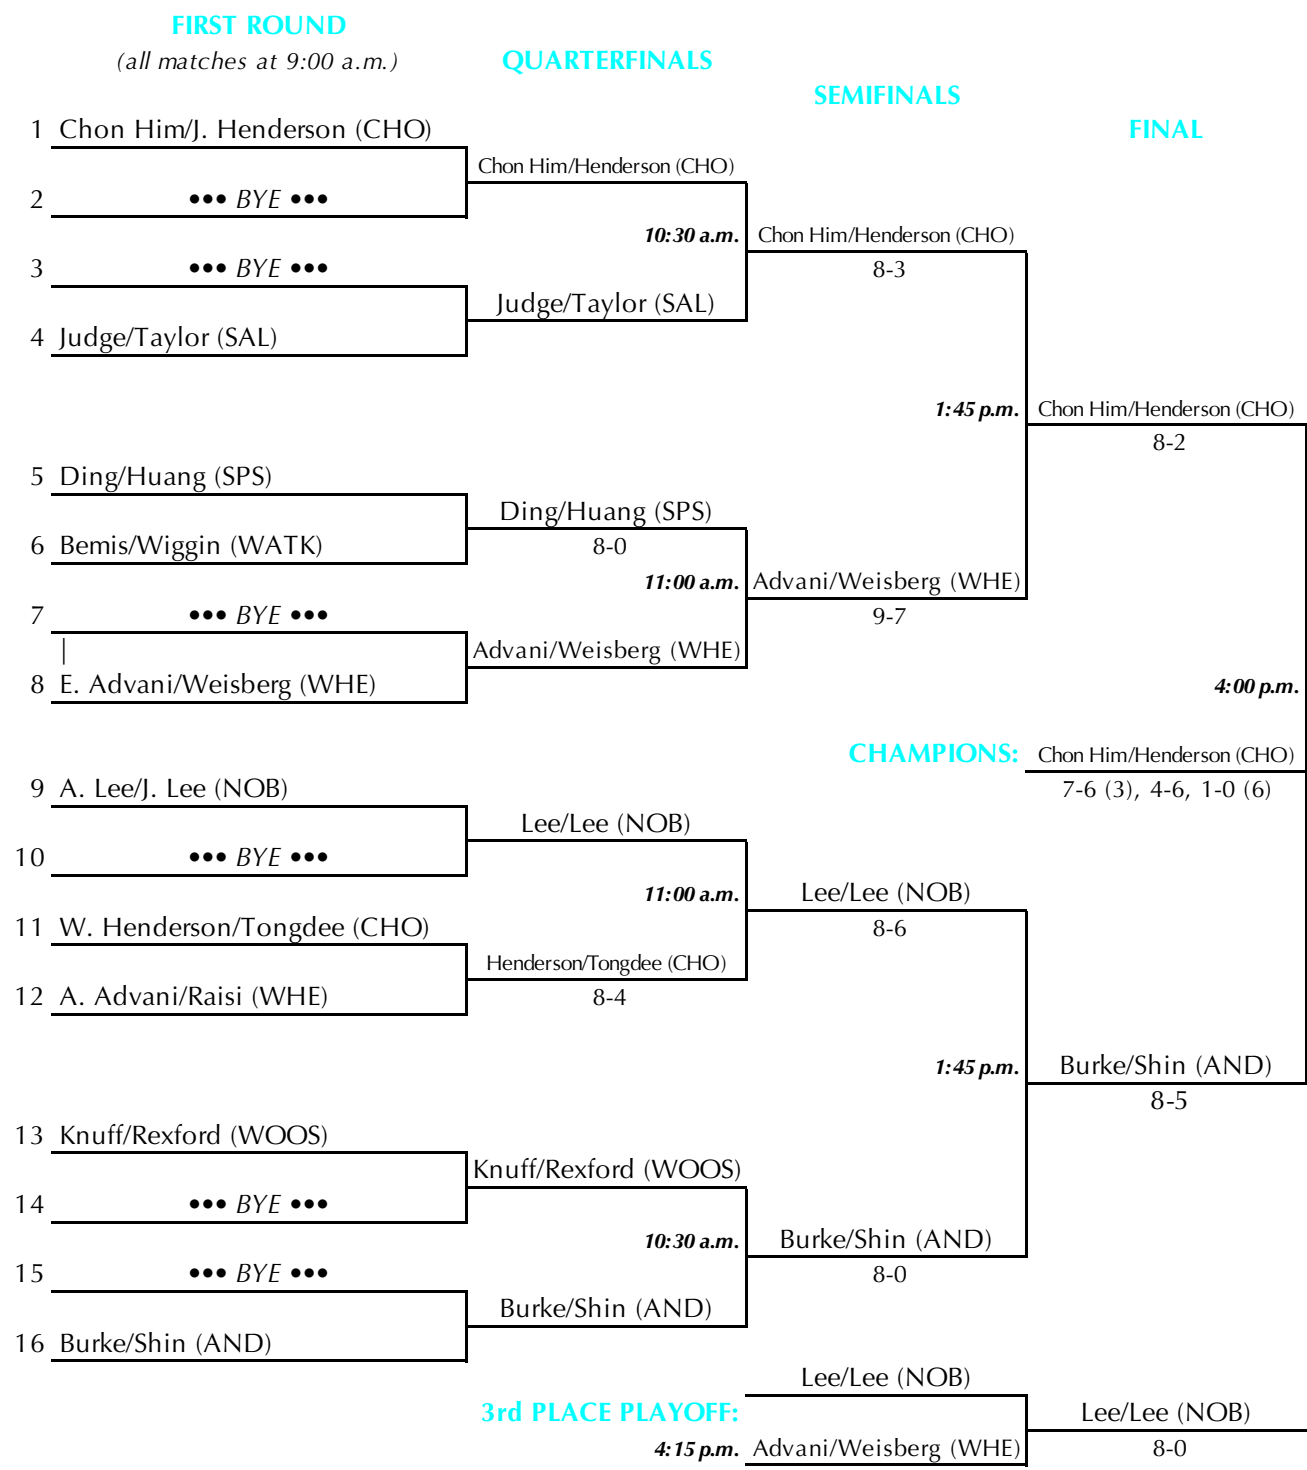 FIRST ROUND
(all matches at 9:00 a.m.)
QUARTERFINALS
SEMIFINALS
FINAL
1 Chon Him/J. Henderson (CHO)
Chon Him/Henderson (CHO)
2 ••• BYE •••
10:30 a.m. Chon Him/Henderson (CHO)
3 ••• BYE •••
8-3
Judge/Taylor (SAL)
4 Judge/Taylor (SAL)
1:45 p.m. Chon Him/Henderson (CHO)
8-2
5 Ding/Huang (SPS)
Ding/Huang (SPS)
6 Bemis/Wiggin (WATK)
8-0
11:00 a.m. Advani/Weisberg (WHE)
7 ••• BYE •••
9-7
|
Advani/Weisberg (WHE)
8 E. Advani/Weisberg (WHE)
4:00 p.m.
CHAMPIONS: Chon Him/Henderson (CHO)
9 A. Lee/J. Lee (NOB)
7-6 (3), 4-6, 1-0 (6)
Lee/Lee (NOB)
10 ••• BYE •••
11:00 a.m. Lee/Lee (NOB)
11 W. Henderson/Tongdee (CHO)
8-6
Henderson/Tongdee (CHO)
12 A. Advani/Raisi (WHE)
8-4
1:45 p.m. Burke/Shin (AND)
8-5
13 Knuff/Rexford (WOOS)
Knuff/Rexford (WOOS)
14 ••• BYE •••
10:30 a.m. Burke/Shin (AND)
15 ••• BYE •••
8-0
Burke/Shin (AND)
16 Burke/Shin (AND)
Lee/Lee (NOB)
3rd PLACE PLAYOFF:
Lee/Lee (NOB)
4:15 p.m. Advani/Weisberg (WHE)
8-0